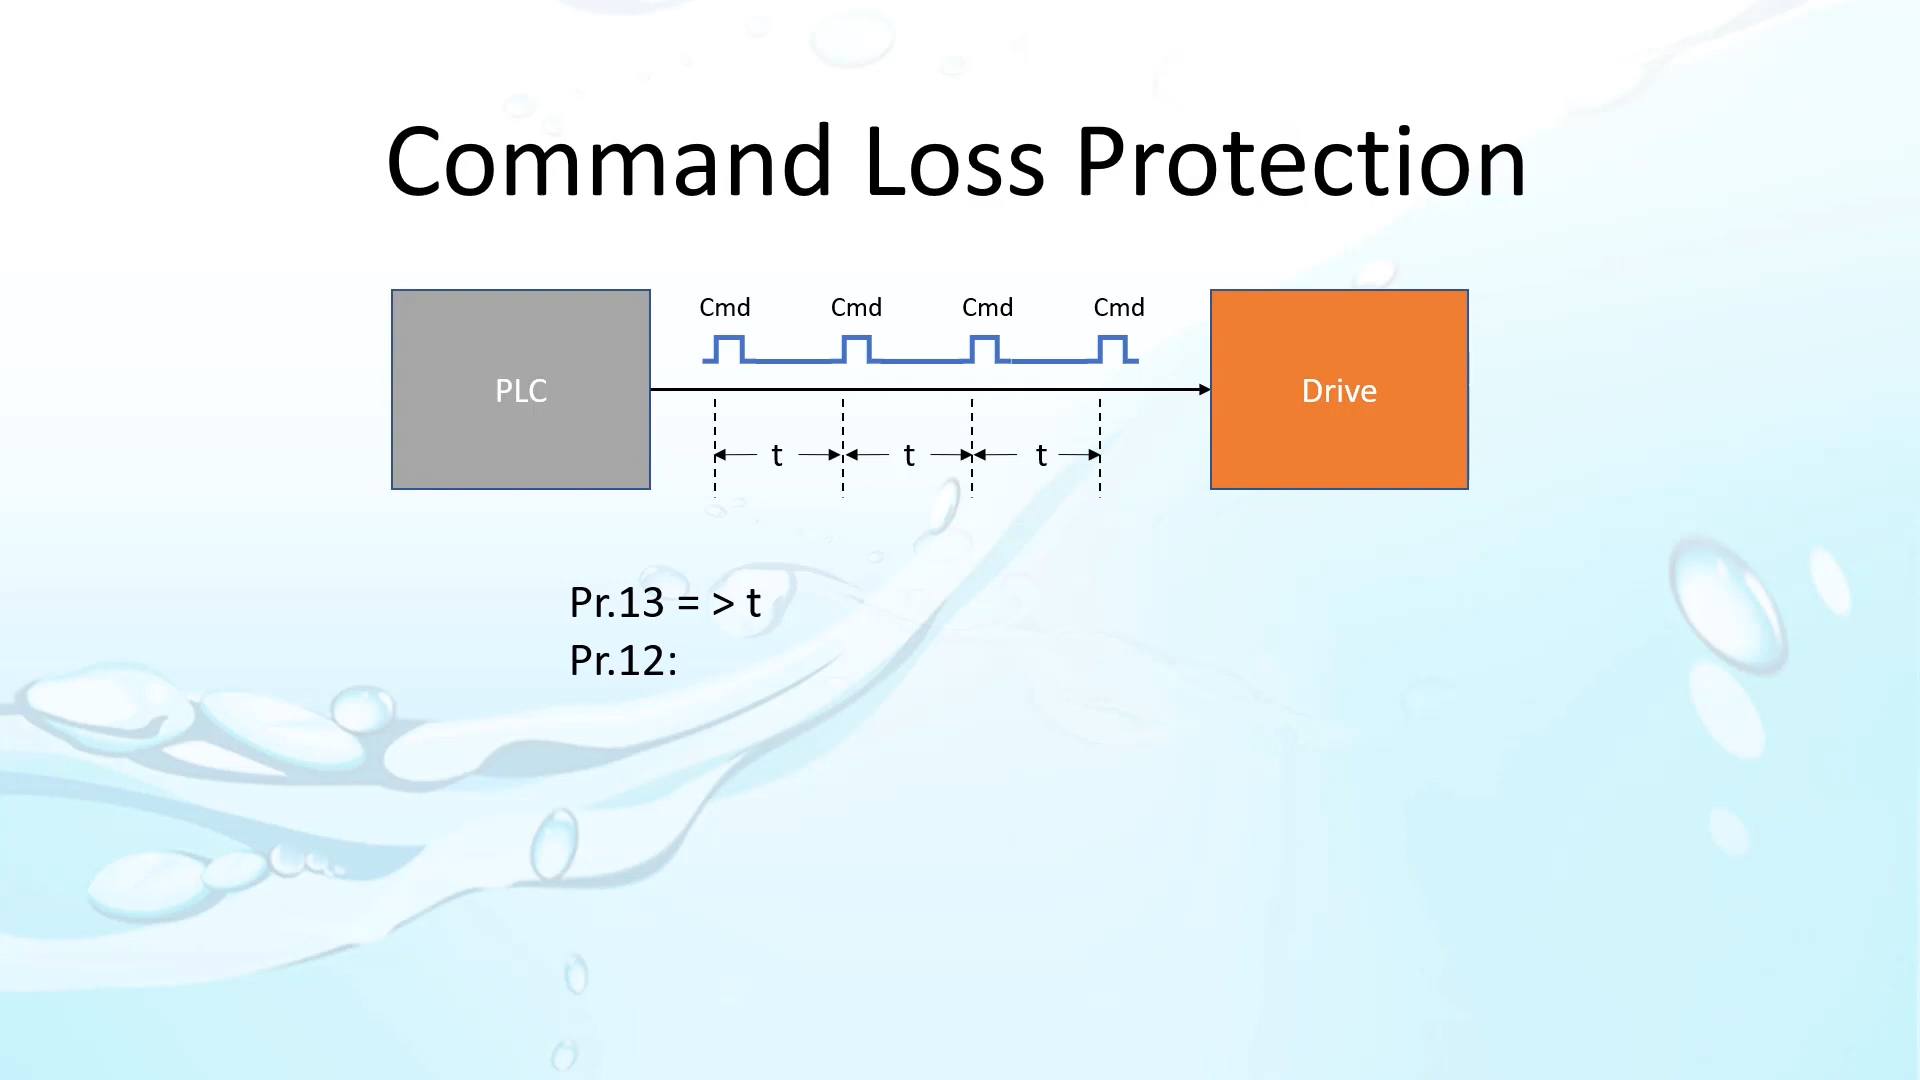 Command Loss Protection
Cmd Cmd Cmd Cmd
PLC
Drive
t t t
Pr.13 = > t
Pr.12: